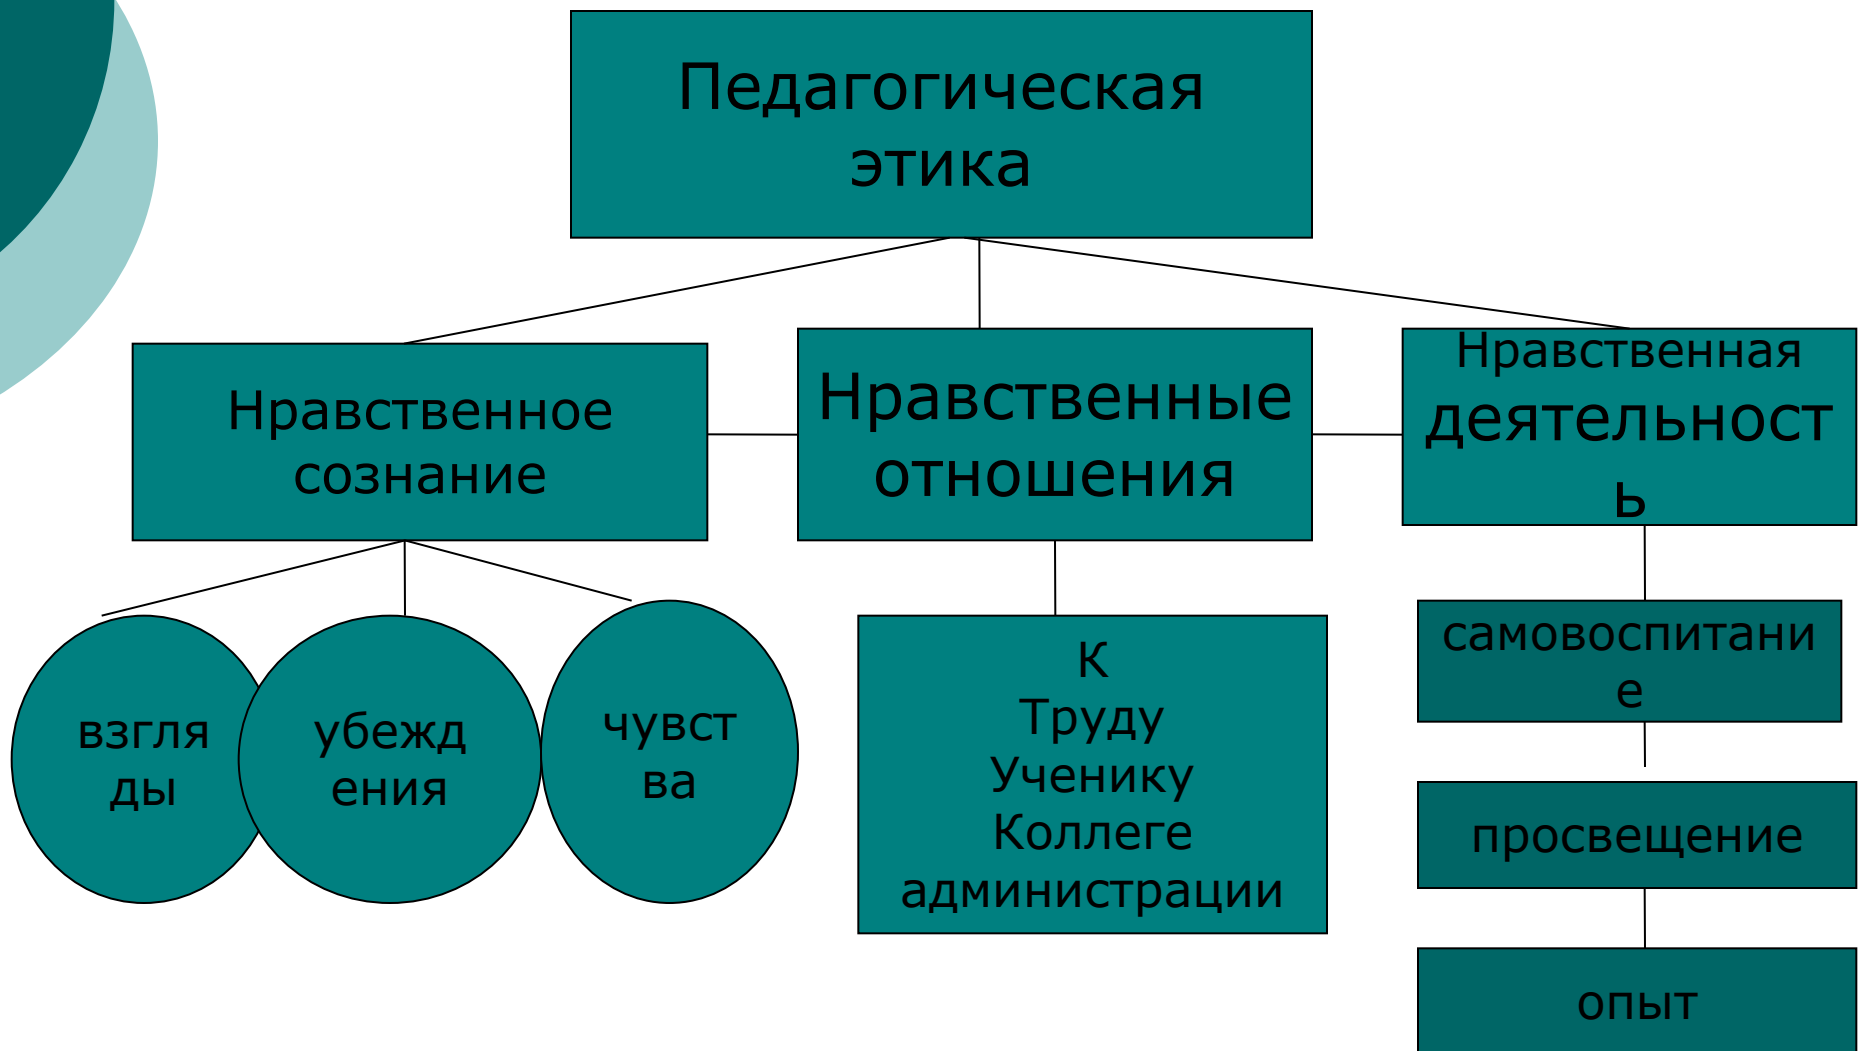 Педагогическая
этика
Нравственное
сознание
Нравственные
отношения
Нравственная
деятельност
ь
взгля
ды
убежд
ения
чувст
ва
К
Труду
Ученику
Коллеге
администрации
самовоспитани
е
просвещение
опыт